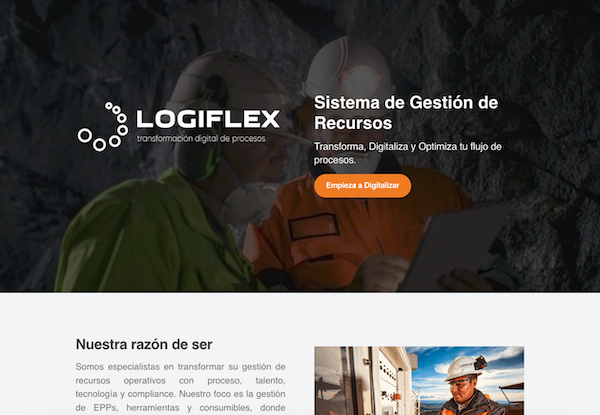 LOGIFLEX
transformación digital de procesos
Sistema de Gestión de
Recursos
Transforma, Digitaliza y Optimiza tu flujo de
procesos.
Empieza a Digitalizar
Nuestra razón de ser
Somos especialistas en transformar su gestión de
recursos operativos con proceso, talento,
tecnología y compliance. Nuestro foco es la gestión
de EPPs, herramientas y consumibles, donde